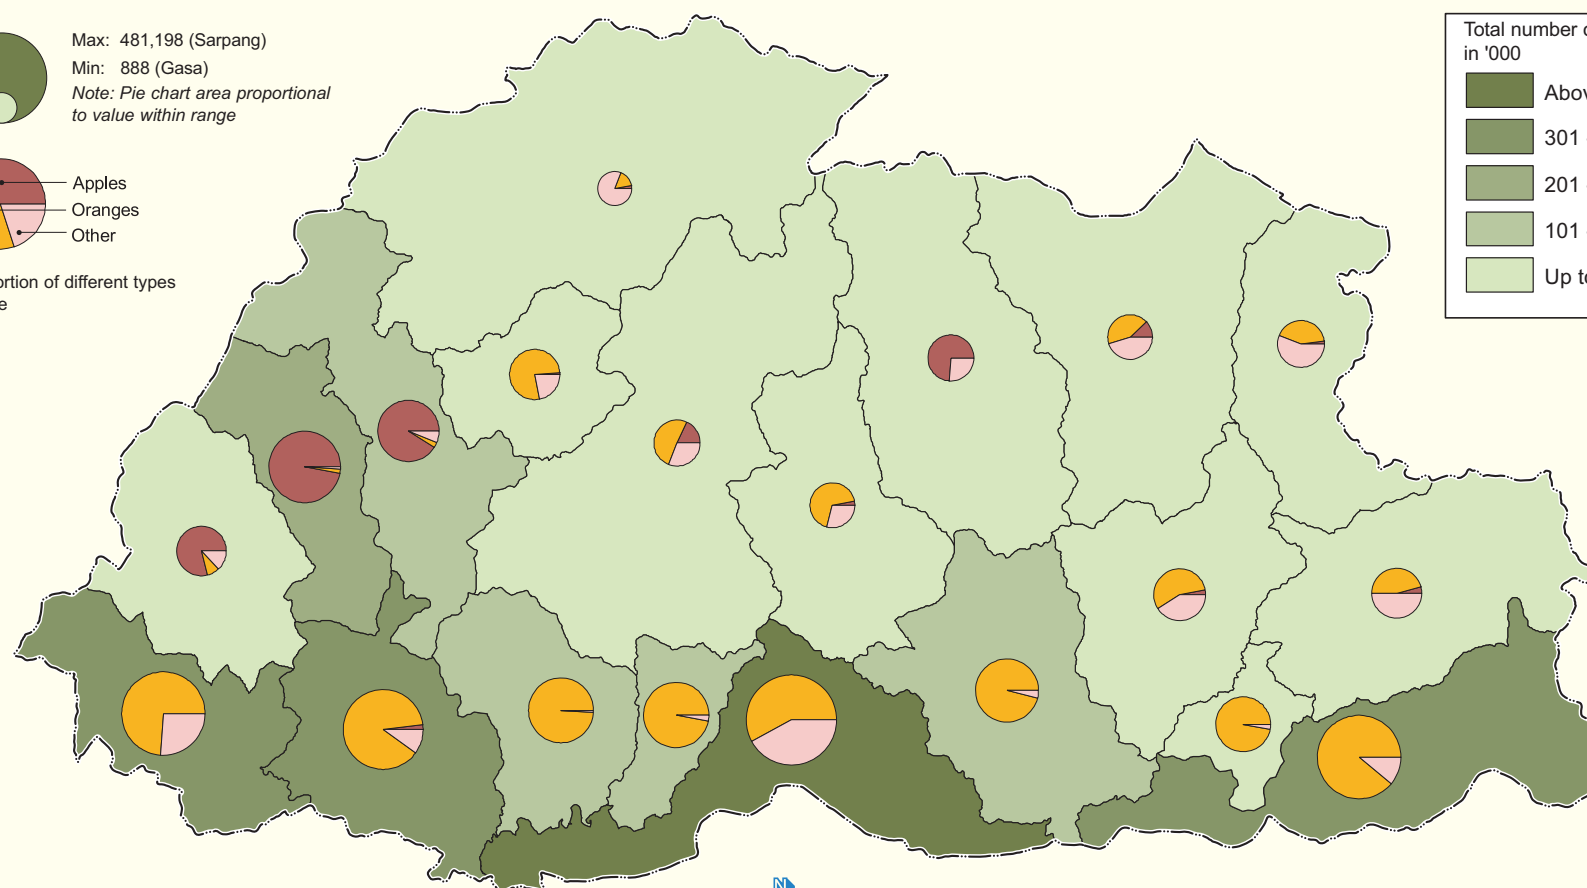 Max: 481,198 (Sarpang)
Min: 888 (Gasa)
Note: Pie chart area proportional
to value within range
Apples
Oranges
Other
ortion of different types
e
Total number o
in '000
Abov
301
201
101
Up to
N